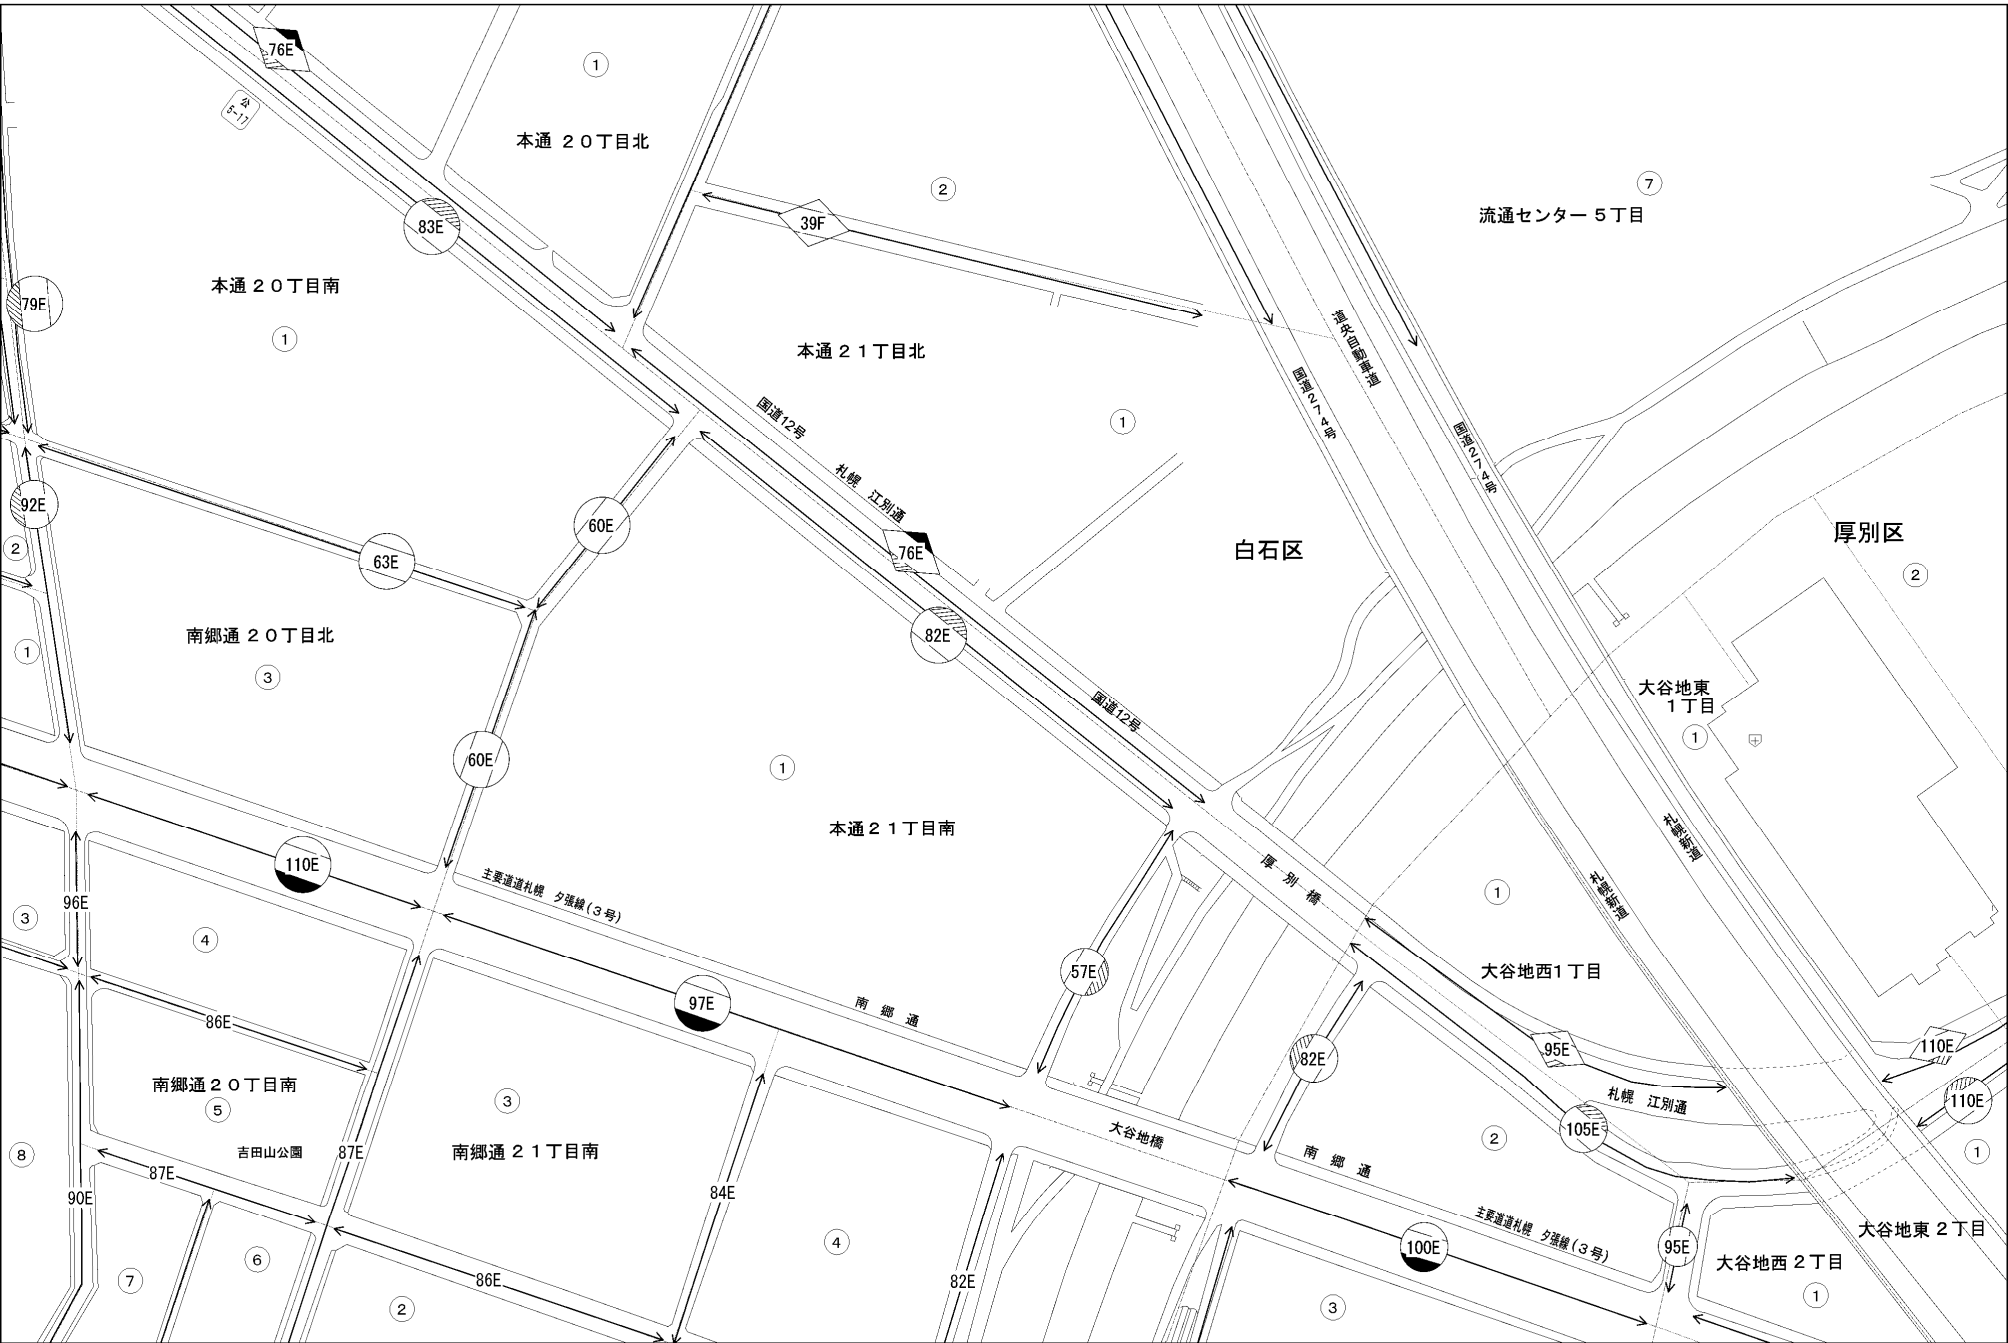 76E
①
公
5-17
本通 ２０丁目北
②
⑦
39F
流通センター ５丁目
83E
本通 ２０丁目南
79E
①
道央自動車道
本通 ２１丁目北
国道274号
国道12号
①
国道274号
札幌 江別通
92E
60E
76E
白石区
厚別区
②
63E
②
南郷通 ２０丁目北
82E
①
③
大谷地東
１丁目
国道12号
①
60E
①
本通２１丁目南
札幌新道
110E
厚別橋
主要道道札幌 夕張線(３号)
札幌新道
①
96E
③
④
57E
大谷地西１丁目
97E
南郷通
86E
82E
95E
110E
南郷通２０丁目南
⑤
③
札幌 江別通
110E
105E
大谷地橋
吉田山公園
87E
南郷通２１丁目南
南郷通
②
⑧
87E
①
90E
84E
主要道道札幌 夕張線(３号)
大谷地東 ２丁目
④
100E
95E
⑥
大谷地西 ２丁目
⑦
86E
82E
②
③
①